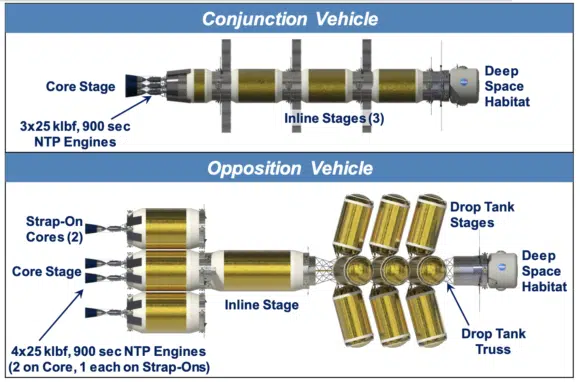 Conjunction Vehicle
Core Stage
3x25 klbf, 900 sec
NTP Engines
Inline Stages (3)
Deep
Space
Habitat
Opposition Vehicle
Strap-On
Cores (2)
Core Stage
4x25 klbf, 900 sec NTP Engines
(2 on Core, 1 each on Strap-Ons)
Inline Stage
Drop Tank
Stages
Deep
Space
Habitat
Drop Tank
Truss